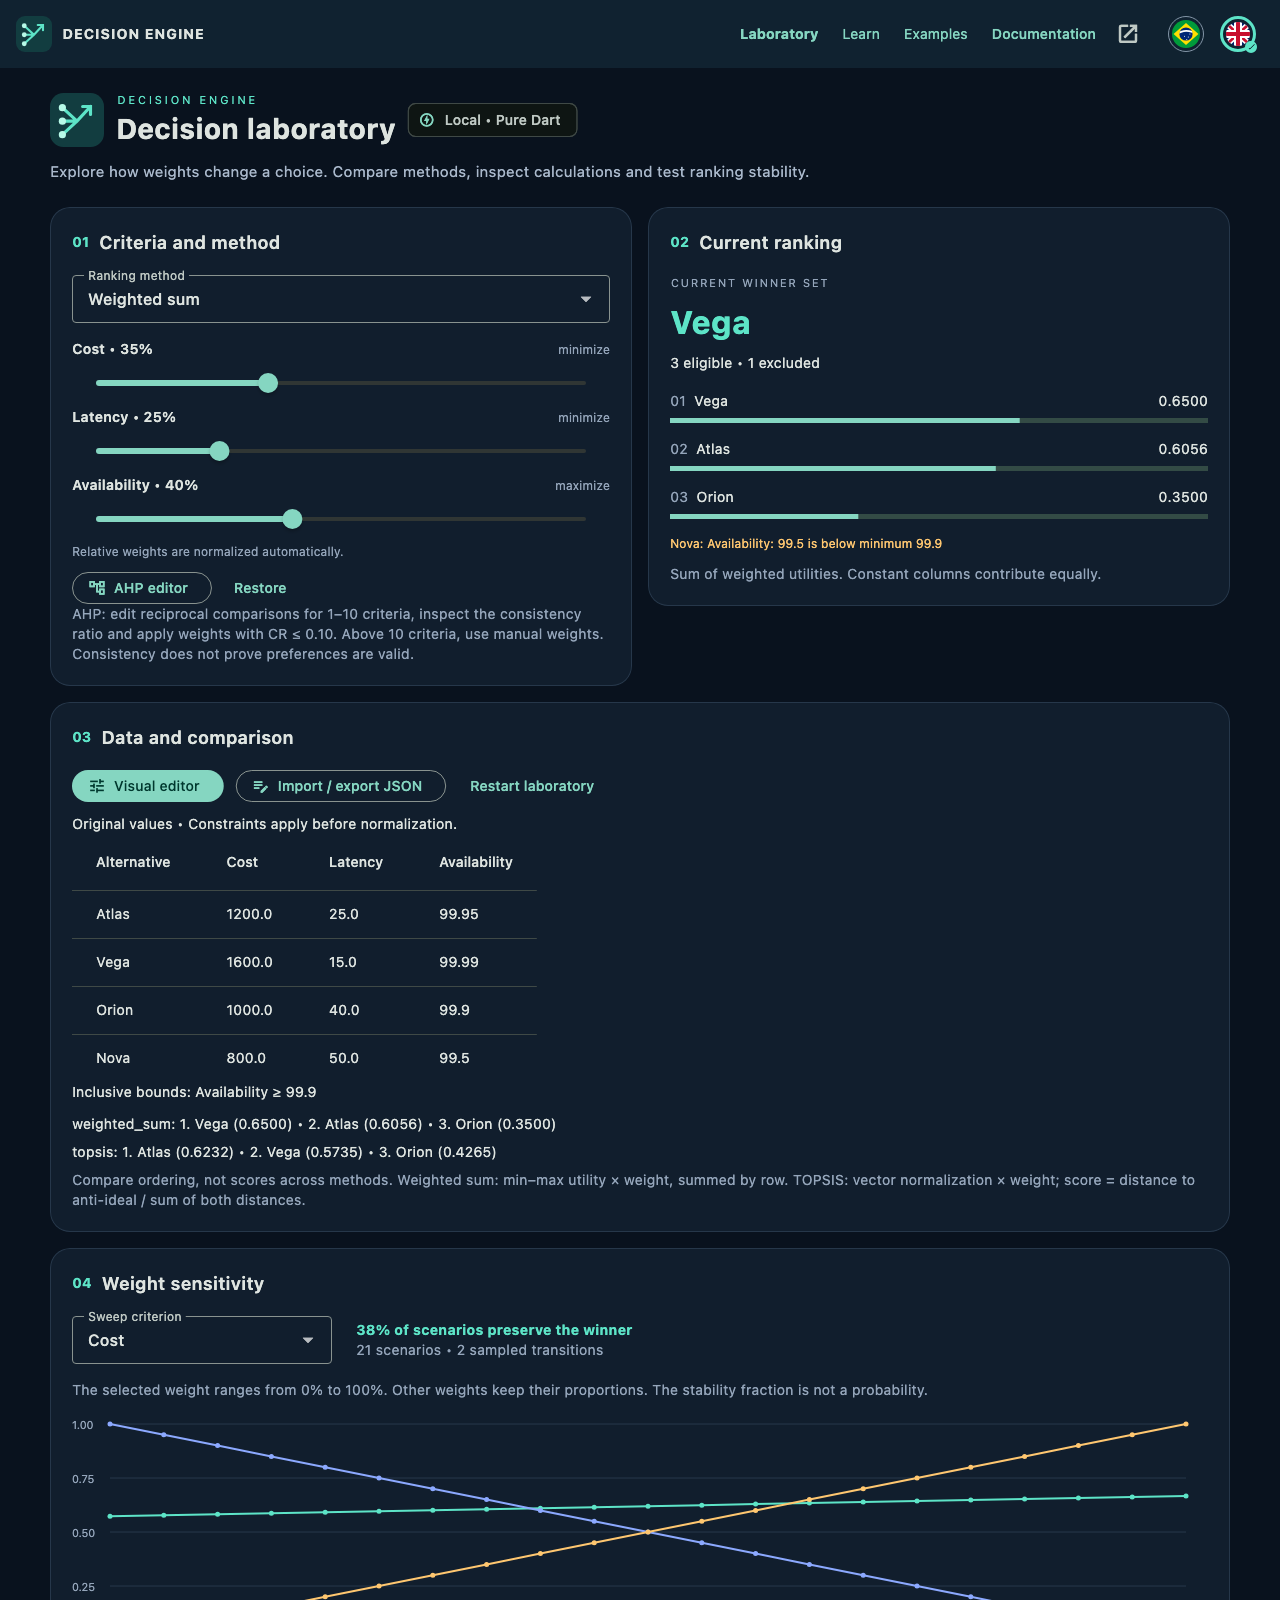 DECISION ENGINE
Laboratory
Learn
Examples
Documentation
DECISION ENGINE
Decision laboratory
Local • Pure Dart
Explore how weights change a choice. Compare methods, inspect calculations and test ranking stability.
01 Criteria and method
Ranking method
Weighted sum
Cost • 35%
minimize
Latency • 25%
minimize
Availability • 40%
maximize
Relative weights are normalized automatically.
AHP editor
Restore
AHP: edit reciprocal comparisons for 1–10 criteria, inspect the consistency
ratio and apply weights with CR ≤ 0.10. Above 10 criteria, use manual weights.
Consistency does not prove preferences are valid.
02 Current ranking
CURRENT WINNER SET
Vega
3 eligible • 1 excluded
01 Vega 0.6500
02 Atlas 0.6056
03 Orion 0.3500
Nova: Availability: 99.5 is below minimum 99.9
Sum of weighted utilities. Constant columns contribute equally.
03 Data and comparison
Visual editor
Import / export JSON
Restart laboratory
Original values • Constraints apply before normalization.
Alternative Cost Latency Availability
Atlas 1200.0 25.0 99.95
Vega 1600.0 15.0 99.99
Orion 1000.0 40.0 99.9
Nova 800.0 50.0 99.5
Inclusive bounds: Availability ≥ 99.9
weighted_sum: 1. Vega (0.6500) • 2. Atlas (0.6056) • 3. Orion (0.3500)
topsis: 1. Atlas (0.6232) • 2. Vega (0.5735) • 3. Orion (0.4265)
Compare ordering, not scores across methods. Weighted sum: min–max utility × weight, summed by row. TOPSIS: vector normalization × weight; score = distance to
anti-ideal / sum of both distances.
04 Weight sensitivity
Sweep criterion
Cost
38% of scenarios preserve the winner
21 scenarios • 2 sampled transitions
The selected weight ranges from 0% to 100%. Other weights keep their proportions. The stability fraction is not a probability.
1.00
0.75
0.50
0.25